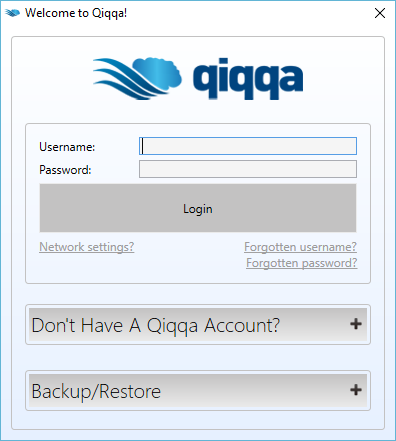 Welcome to Qiqqa!
qiqqa
Username:
Password:
Login
Network settings?
Forgotten username?
Forgotten password?
Don't Have A Qiqqa Account?
Backup/Restore